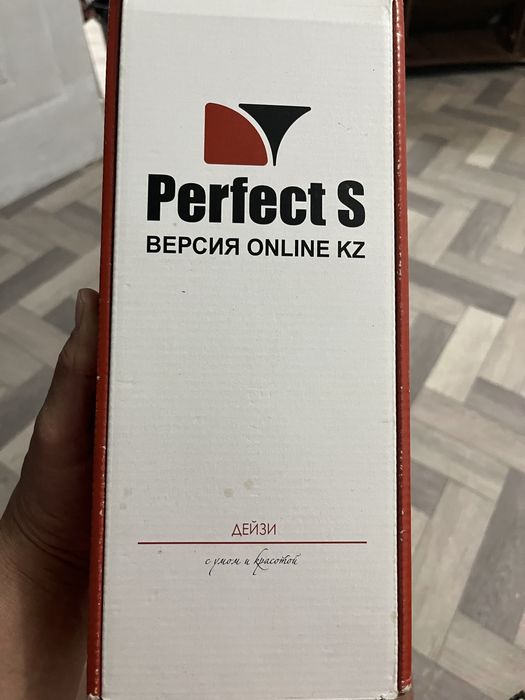 Perfect S
ВЕРСИЯ ONLINE KZ
ДЕЙЗИ
с умом и красотой